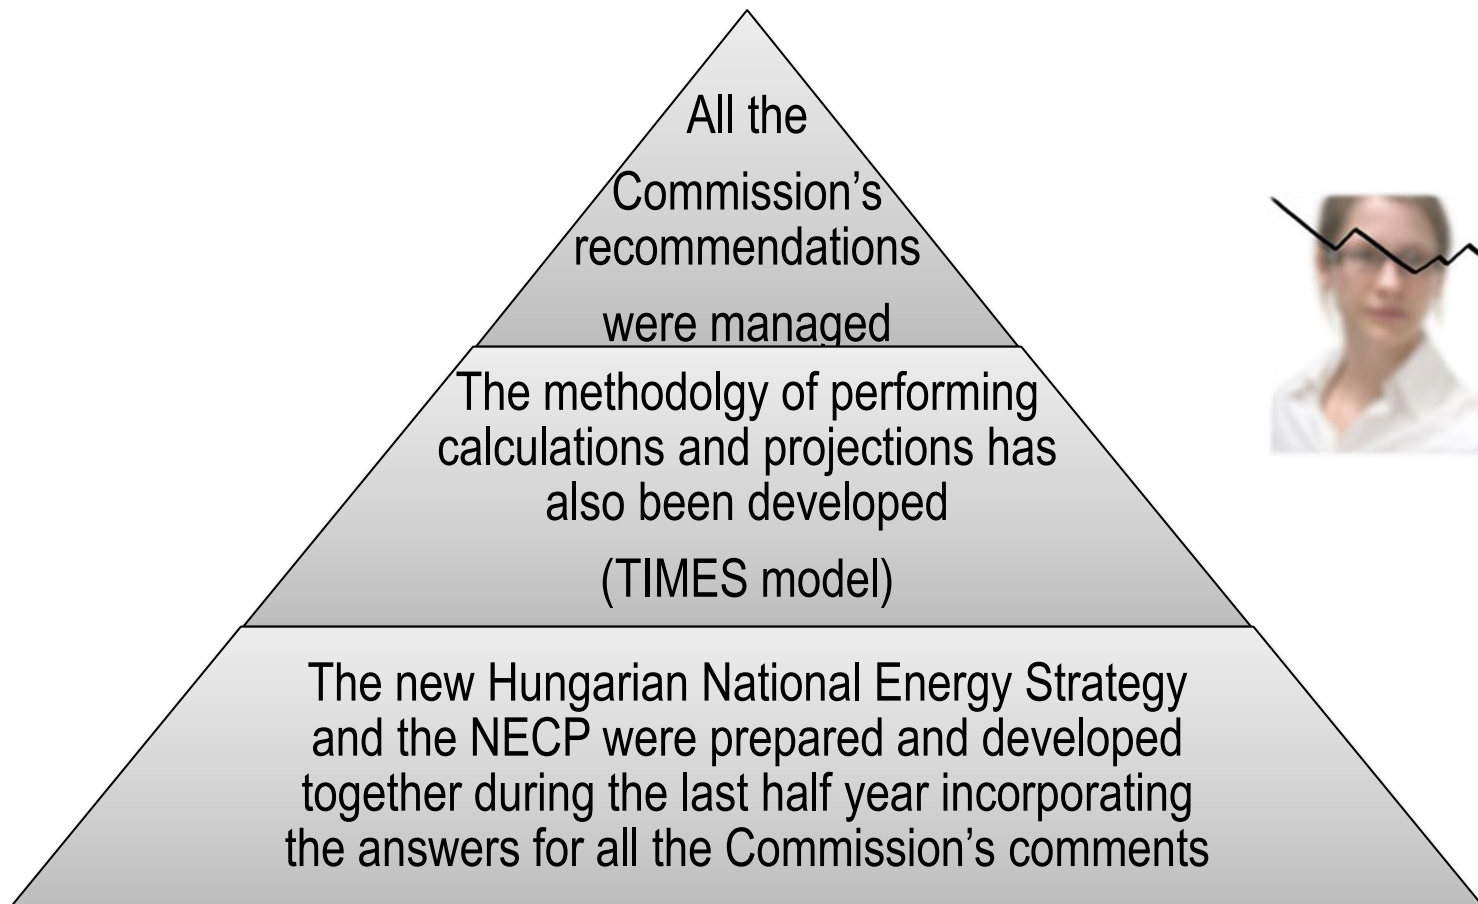 All the
Commission’s
recommendations
were managed
The methodolgy of performing
calculations and projections has
also been developed
(TIMES model)
The new Hungarian National Energy Strategy
and the NECP were prepared and developed
together during the last half year incorporating
the answers for all the Commission’s comments